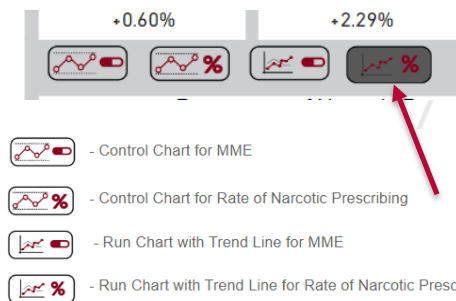 +0.60% +2.29%
%
%
- Control Chart for MME
% - Control Chart for Rate of Narcotic Prescribing
- Run Chart with Trend Line for MME
% - Run Chart with Trend Line for Rate of Narcotic Presc